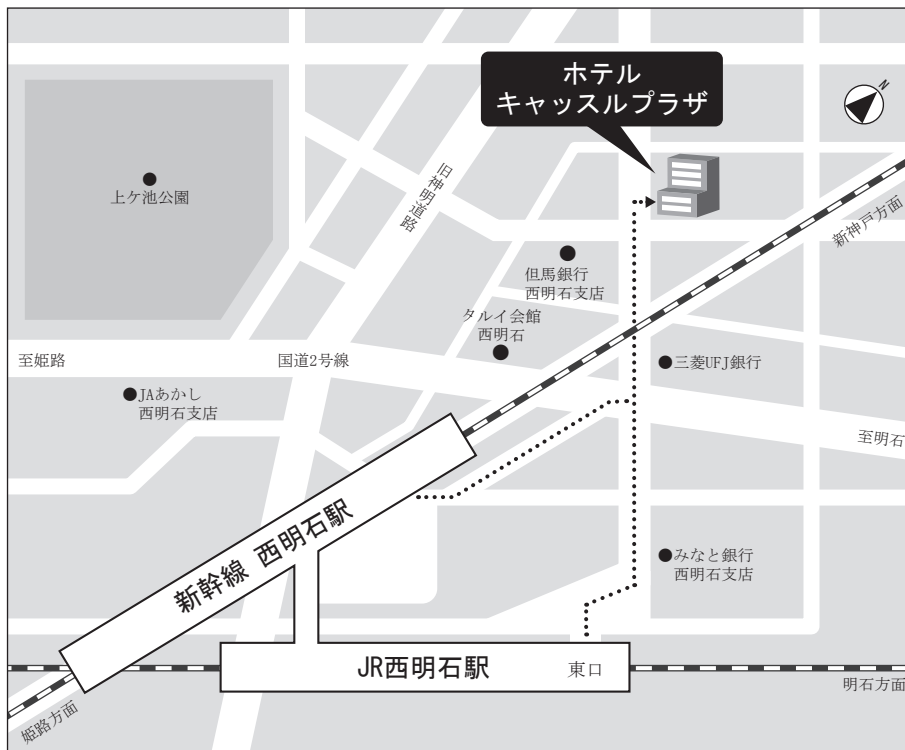 ホテル
キャッスルプラザ
N
上ケ池公園
旧神明道路
新神戸方面
但馬銀行
西明石支店
タルイ会館
西明石
至姫路
国道2号線
三菱UFJ銀行
JAあかし
西明石支店
至明石
新幹線 西明石駅
みなと銀行
西明石支店
JR西明石駅
東口
明石方面
姫路方面